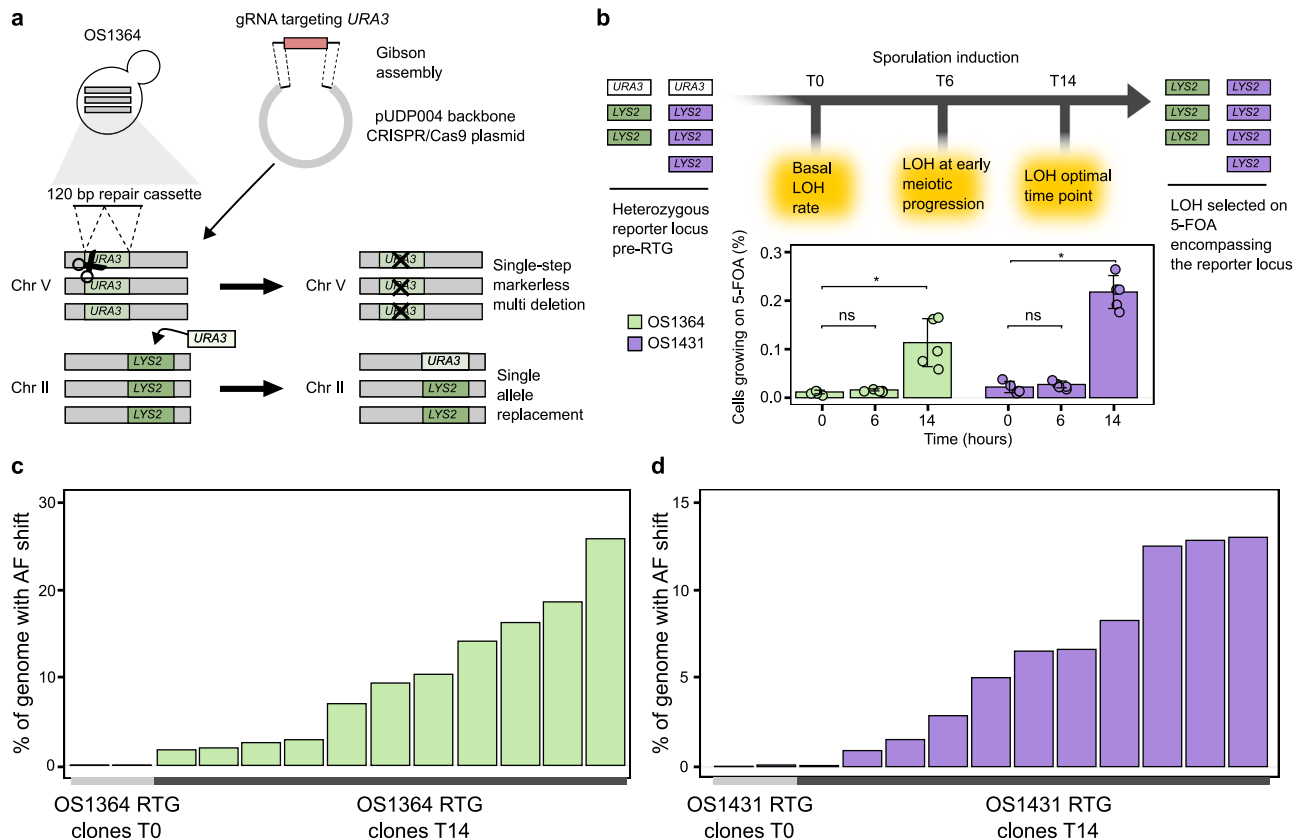 a
OS1364
gRNA targeting URA3
Gibson
assembly
pUDP004 backbone
CRISPR/Cas9 plasmid
120 bp repair cassette
Chr V
URA3
URA3
URA3
Chr V
URA3
URA3
URA3
Single-step
markerless
multi deletion
URA3
Chr II
LYS2
LYS2
LYS2
Chr II
URA3
LYS2
LYS2
Single
allele
replacement
b
Sporulation induction
T0
T6
T14
URA3
URA3
LYS2
LYS2
LYS2
LYS2
LYS2
Heterozygous
reporter locus
pre-RTG
Basal
LOH
rate
LOH at early
meiotic
progression
LOH optimal
time point
LYS2
LYS2
LYS2
LYS2
LYS2
LYS2
LYS2
LOH selected on
5-FOA
encompassing
the reporter locus
OS1364
OS1431
Cells growing on 5-FOA (%)
0.3
0.2
0.1
0.0
ns
*
ns
*
0
6
14
0
6
14
Time (hours)
c
% of genome with AF shift
30
20
10
0
OS1364 RTG
clones T0
OS1364 RTG
clones T14
d
% of genome with AF shift
15
10
5
0
OS1431 RTG
clones T0
OS1431 RTG
clones T14